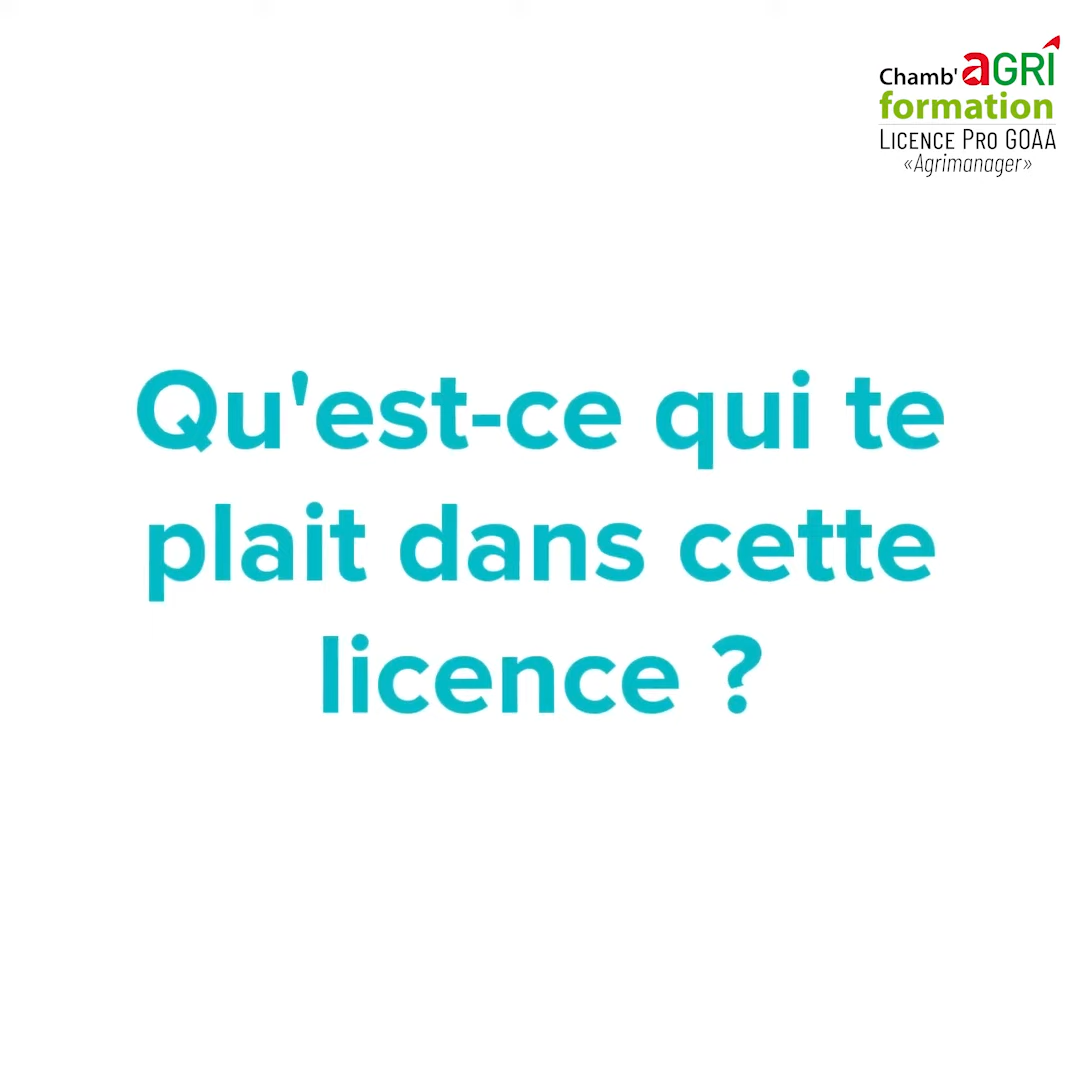 Chamb' aGRI
formation
LICENCE PRO GOAA
«Agrimanager»
Qu'est-ce qui te
plait dans cette
licence ?